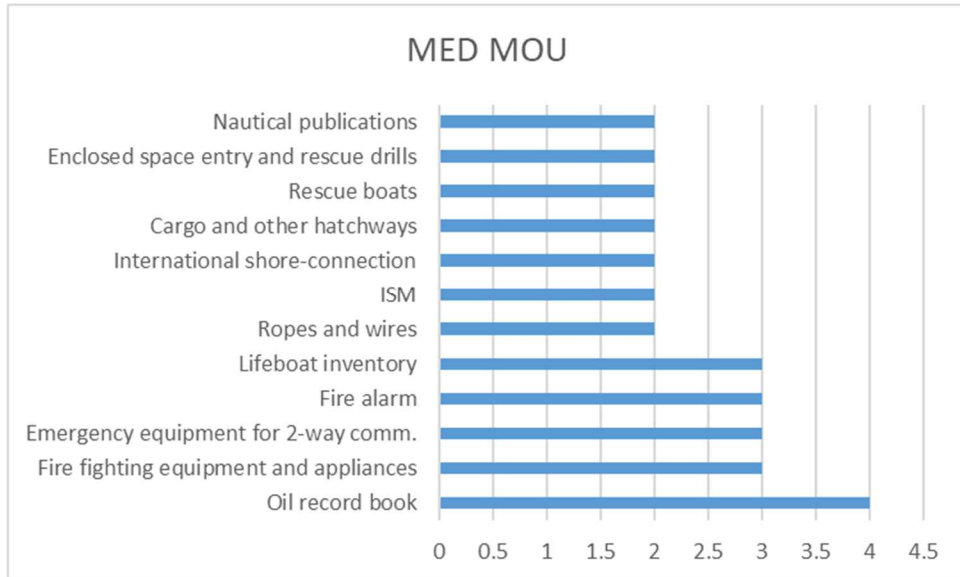 MED MOU
Nautical publications
Enclosed space entry and rescue drills
Rescue boats
Cargo and other hatchways
International shore-connection
ISM
Ropes and wires
Lifeboat inventory
Fire alarm
Emergency equipment for 2-way comm.
Fire fighting equipment and appliances
Oil record book
0 0.5 1 1.5 2 2.5 3 3.5 4 4.5